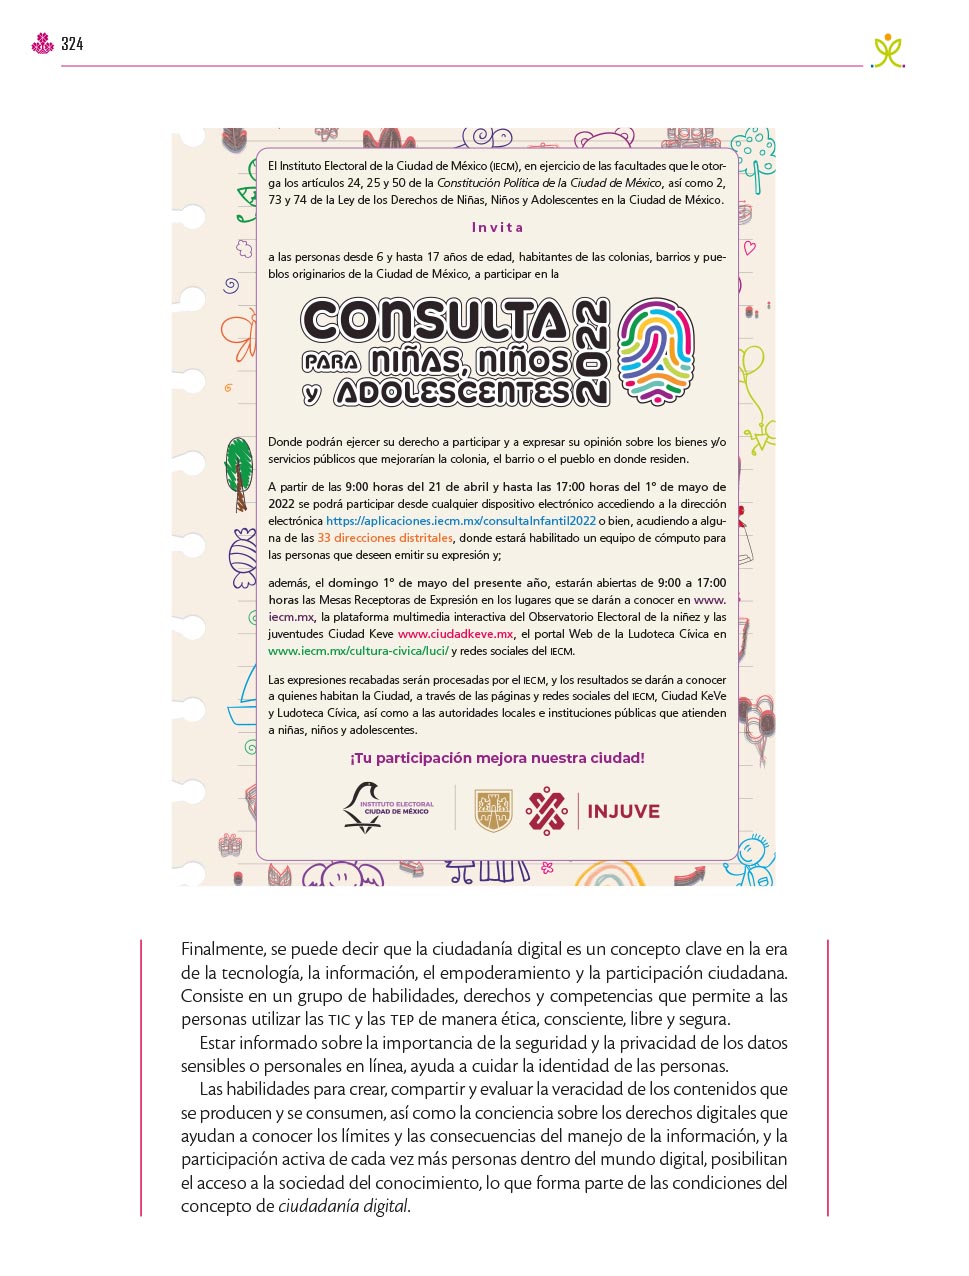 324
El Instituto Electoral de la Ciudad de México (IECM), en ejercicio de las facultades que le otor-
ga los artículos 24, 25 y 50 de la Constitución Política de la Ciudad de México, así como 2,
73 y 74 de la Ley de los Derechos de Niñas, Niños y Adolescentes en la Ciudad de México.
Invita
a las personas desde 6 y hasta 17 años de edad, habitantes de las colonias, barrios y pue-
blos originarios de la Ciudad de México, a participar en la
CONSULTA
PARA NIÑAS, NIÑOS
Y ADOLESCENTES
2022
Donde podrán ejercer su derecho a participar y a expresar su opinión sobre los bienes y/o
servicios públicos que mejorarían la colonia, el barrio o el pueblo en donde residen.
A partir de las 9:00 horas del 21 de abril y hasta las 17:00 horas del 1° de mayo de
2022 se podrá participar desde cualquier dispositivo electrónico accediendo a la dirección
electrónica https://aplicaciones.iecm.mx/consultaInfantil2022 o bien, acudiendo a algu-
na de las 33 direcciones distritales, donde estará habilitado un equipo de cómputo para
las personas que deseen emitir su expresión y;
además, el domingo 1° de mayo del presente año, estarán abiertas de 9:00 a 17:00
horas las Mesas Receptoras de Expresión en los lugares que se darán a conocer en www.
iecm.mx, la plataforma multimedia interactiva del Observatorio Electoral de la niñez y las
juventudes Ciudad Keve www.ciudadkeve.mx, el portal Web de la Ludoteca Cívica en
www.iecm.mx/cultura-civica/luci/ y redes sociales del IECM.
Las expresiones recabadas serán procesadas por el IECM, y los resultados se darán a conocer
a quienes habitan la Ciudad, a través de las páginas y redes sociales del IECM, Ciudad KeVe
y Ludoteca Cívica, así como a las autoridades locales e instituciones públicas que atienden
a niñas, niños y adolescentes.
¡Tu participación mejora nuestra ciudad!
INSTITUTO ELECTORAL
CIUDAD DE MÉXICO
INJUVE
Finalmente, se puede decir que la ciudadanía digital es un concepto clave en la era
de la tecnología, la información, el empoderamiento y la participación ciudadana.
Consiste en un grupo de habilidades, derechos y competencias que permite a las
personas utilizar las TIC y las TEP de manera ética, consciente, libre y segura.
Estar informado sobre la importancia de la seguridad y la privacidad de los datos
sensibles o personales en línea, ayuda a cuidar la identidad de las personas.
Las habilidades para crear, compartir y evaluar la veracidad de los contenidos que
se producen y se consumen, así como la conciencia sobre los derechos digitales que
ayudan a conocer los límites y las consecuencias del manejo de la información, y la
participación activa de cada vez más personas dentro del mundo digital, posibilitan
el acceso a la sociedad del conocimiento, lo que forma parte de las condiciones del
concepto de ciudadanía digital.